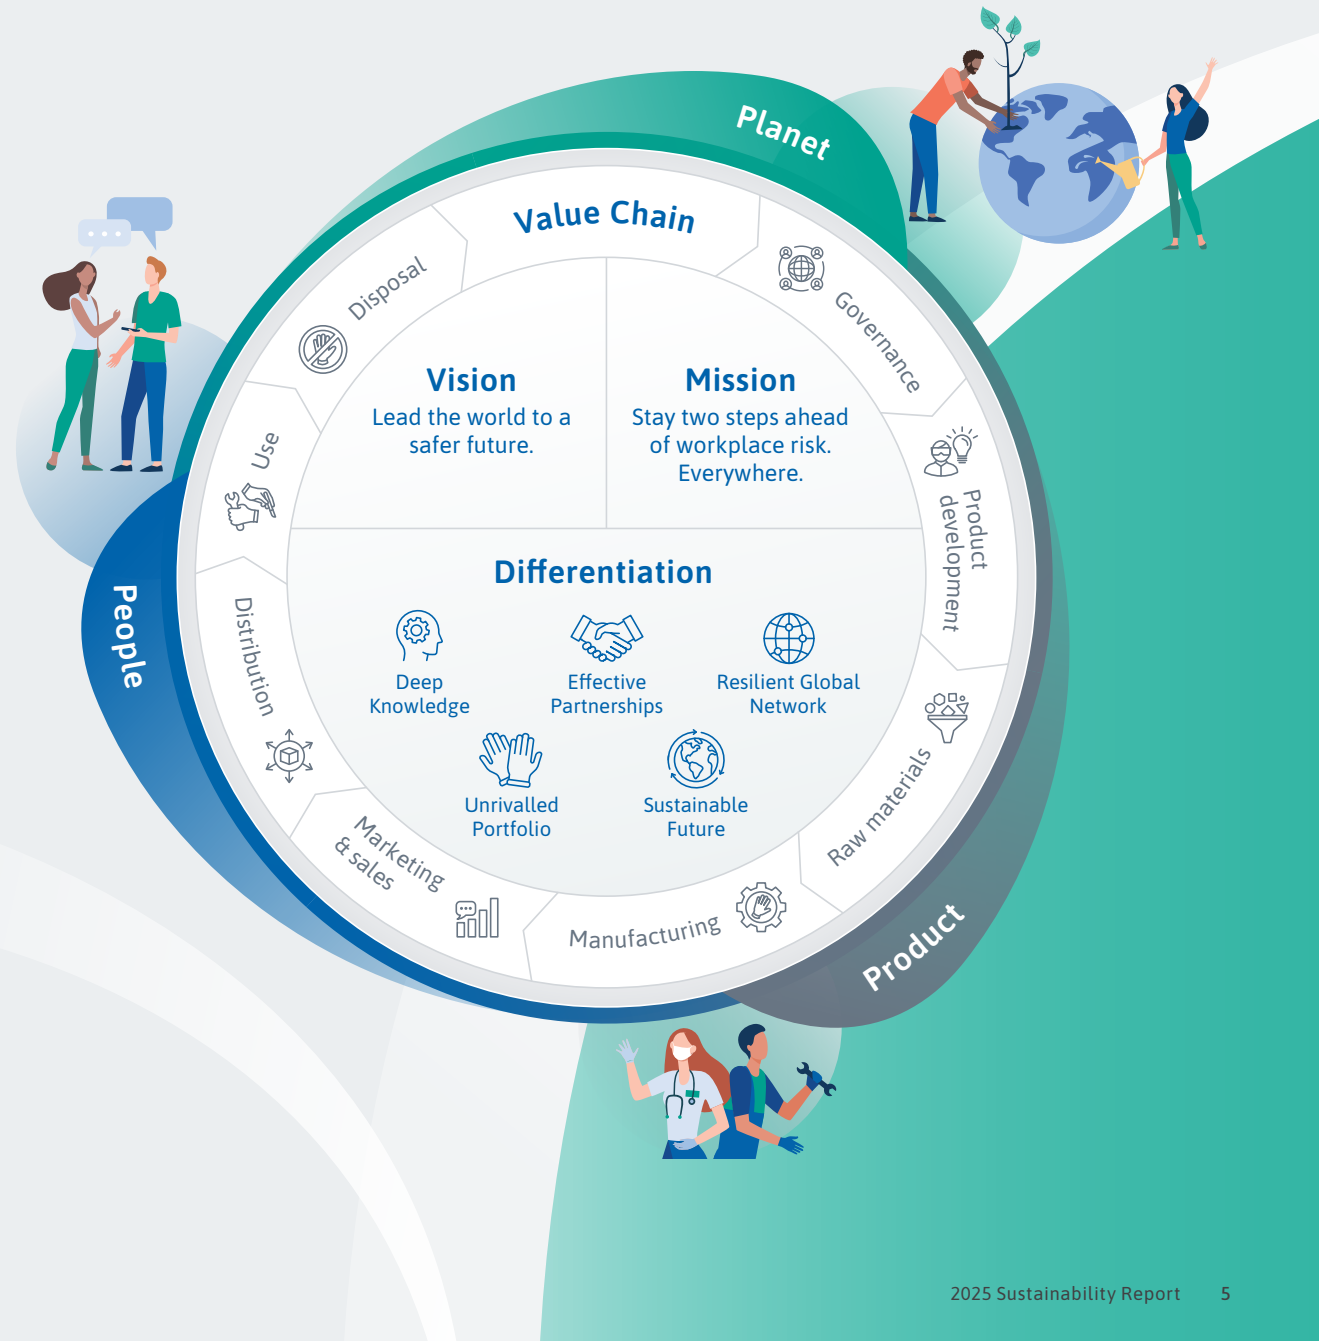 Planet
Value Chain
Governance
Product
development
Raw materials
Manufacturing
Marketing
& sales
Distribution
Use
Disposal
Vision
Lead the world to a
safer future.
Mission
Stay two steps ahead
of workplace risk.
Everywhere.
Differentiation
Deep
Knowledge
Effective
Partnerships
Resilient Global
Network
Unrivalled
Portfolio
Sustainable
Future
People
Product
2025 Sustainability Report 5